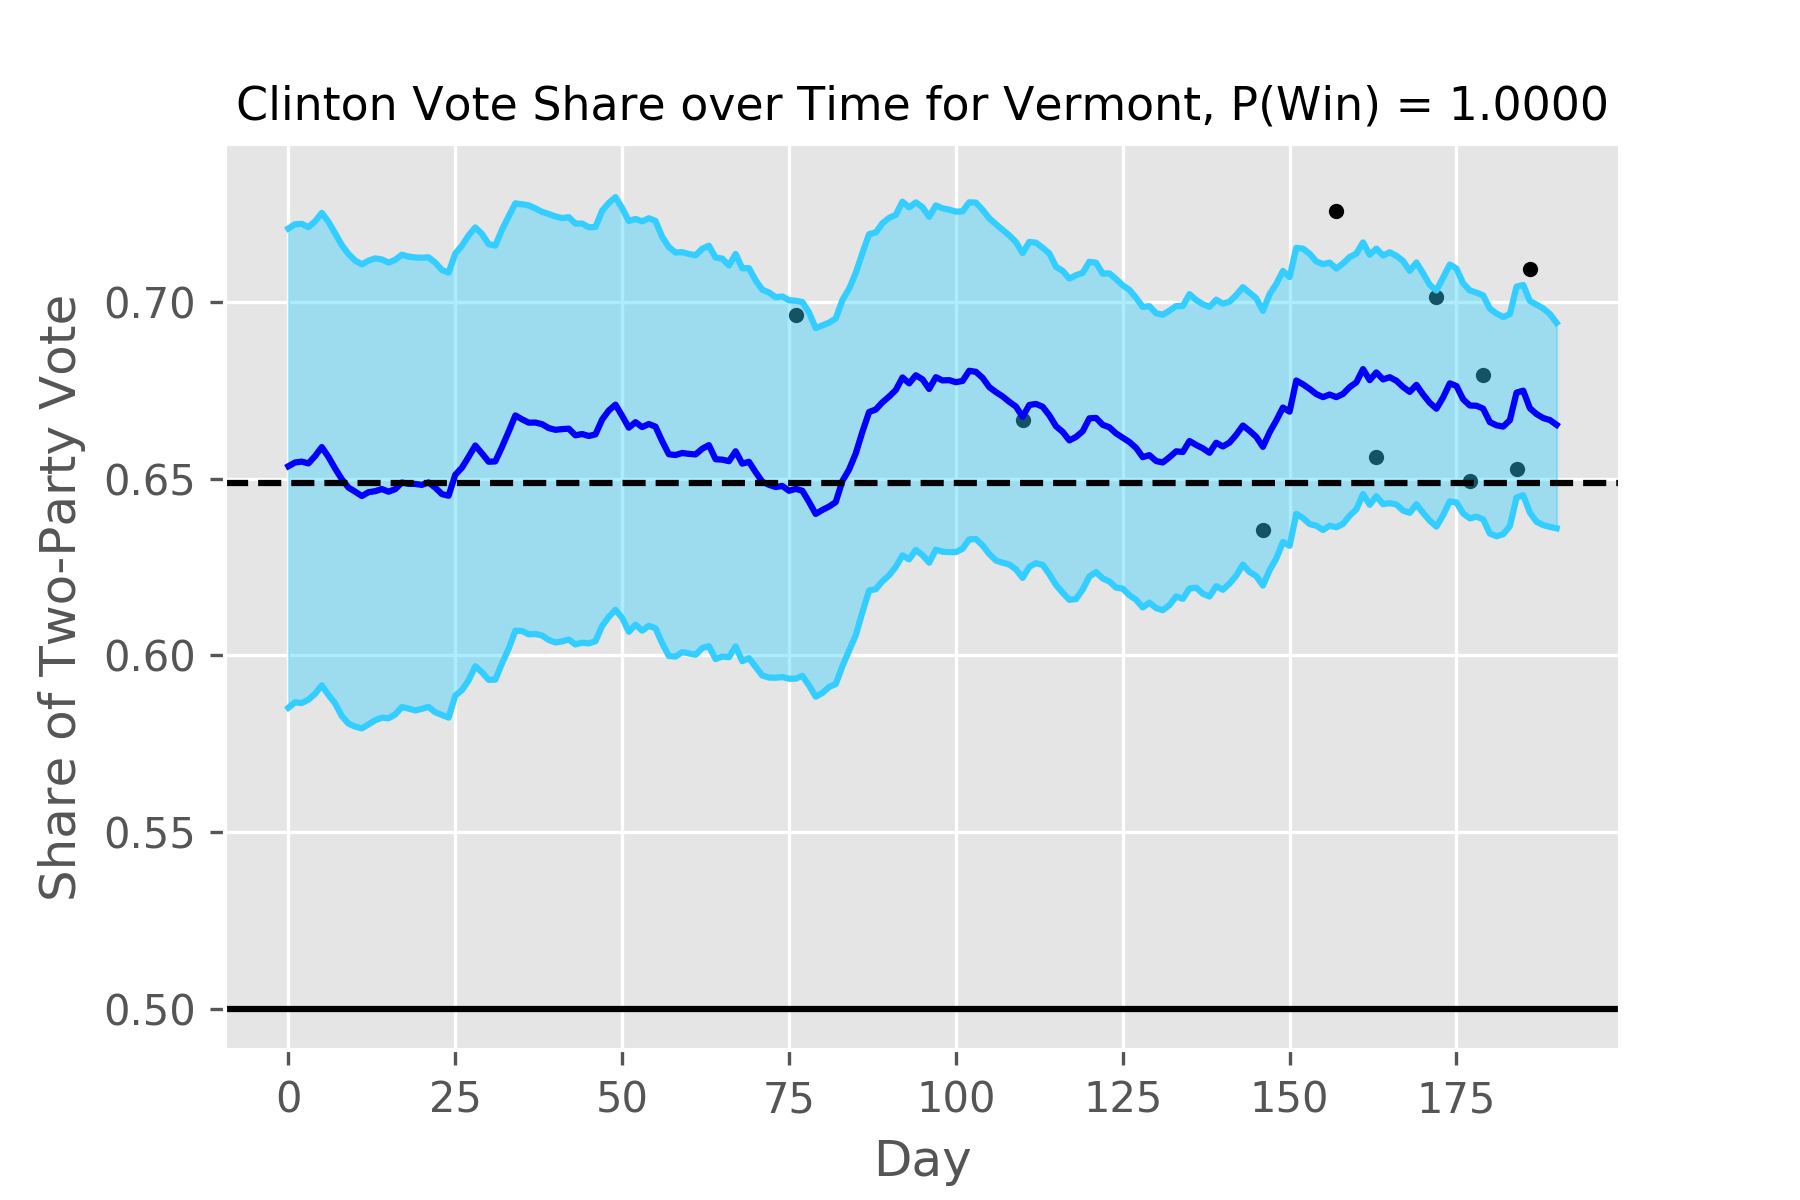 Clinton Vote Share over Time for Vermont, P(Win) = 1.0000
Share of Two-Party Vote
0.70
0.65
0.60
0.55
0.50
0 25 50 75 100 125 150 175
Day